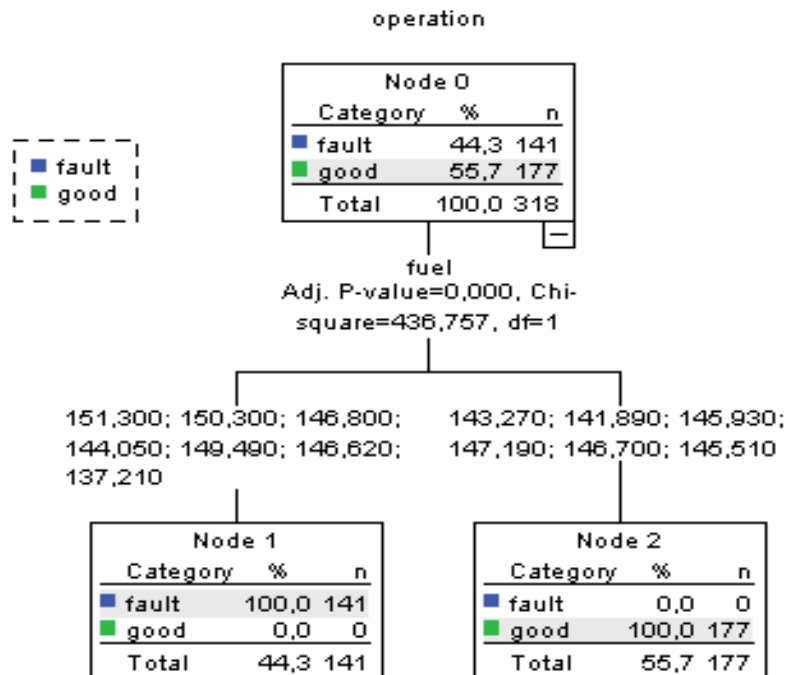 operation
Node 0
Category % n
fault 44,3 141
good 55,7 177
Total 100,0 318
fault
good
fuel
Adj. P-value=0,000, Chi-
square=436,757, df=1
151,300; 150,300; 146,800;
144,050; 149,490; 146,620;
137,210
143,270; 141,890; 145,930;
147,190; 146,700; 145,510
Node 1
Category % n
fault 100,0 141
good 0,0 0
Total 44,3 141
Node 2
Category % n
fault 0,0 0
good 100,0 177
Total 55,7 177